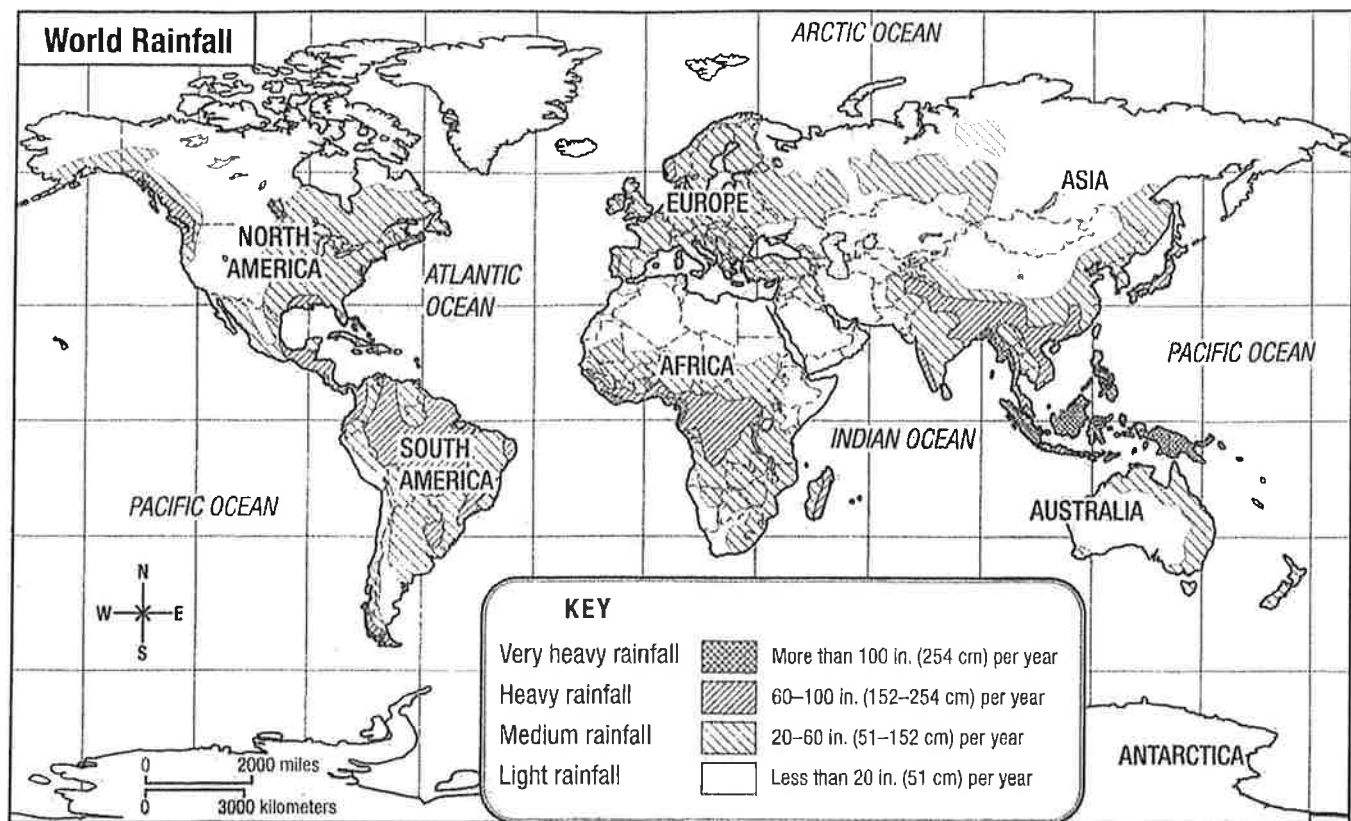 World Rainfall
ARCTIC OCEAN
ASIA
EUROPE
NORTH
AMERICA
ATLANTIC
OCEAN
PACIFIC OCEAN
AFRICA
INDIAN OCEAN
SOUTH
AMERICA
PACIFIC OCEAN
AUSTRALIA
N
W E
S
KEY
Very heavy rainfall More than 100 in. (254 cm) per year
Heavy rainfall 60–100 in. (152–254 cm) per year
Medium rainfall 20–60 in. (51–152 cm) per year
Light rainfall Less than 20 in. (51 cm) per year
ANTARCTICA
0 2000 miles
0 3000 kilometers